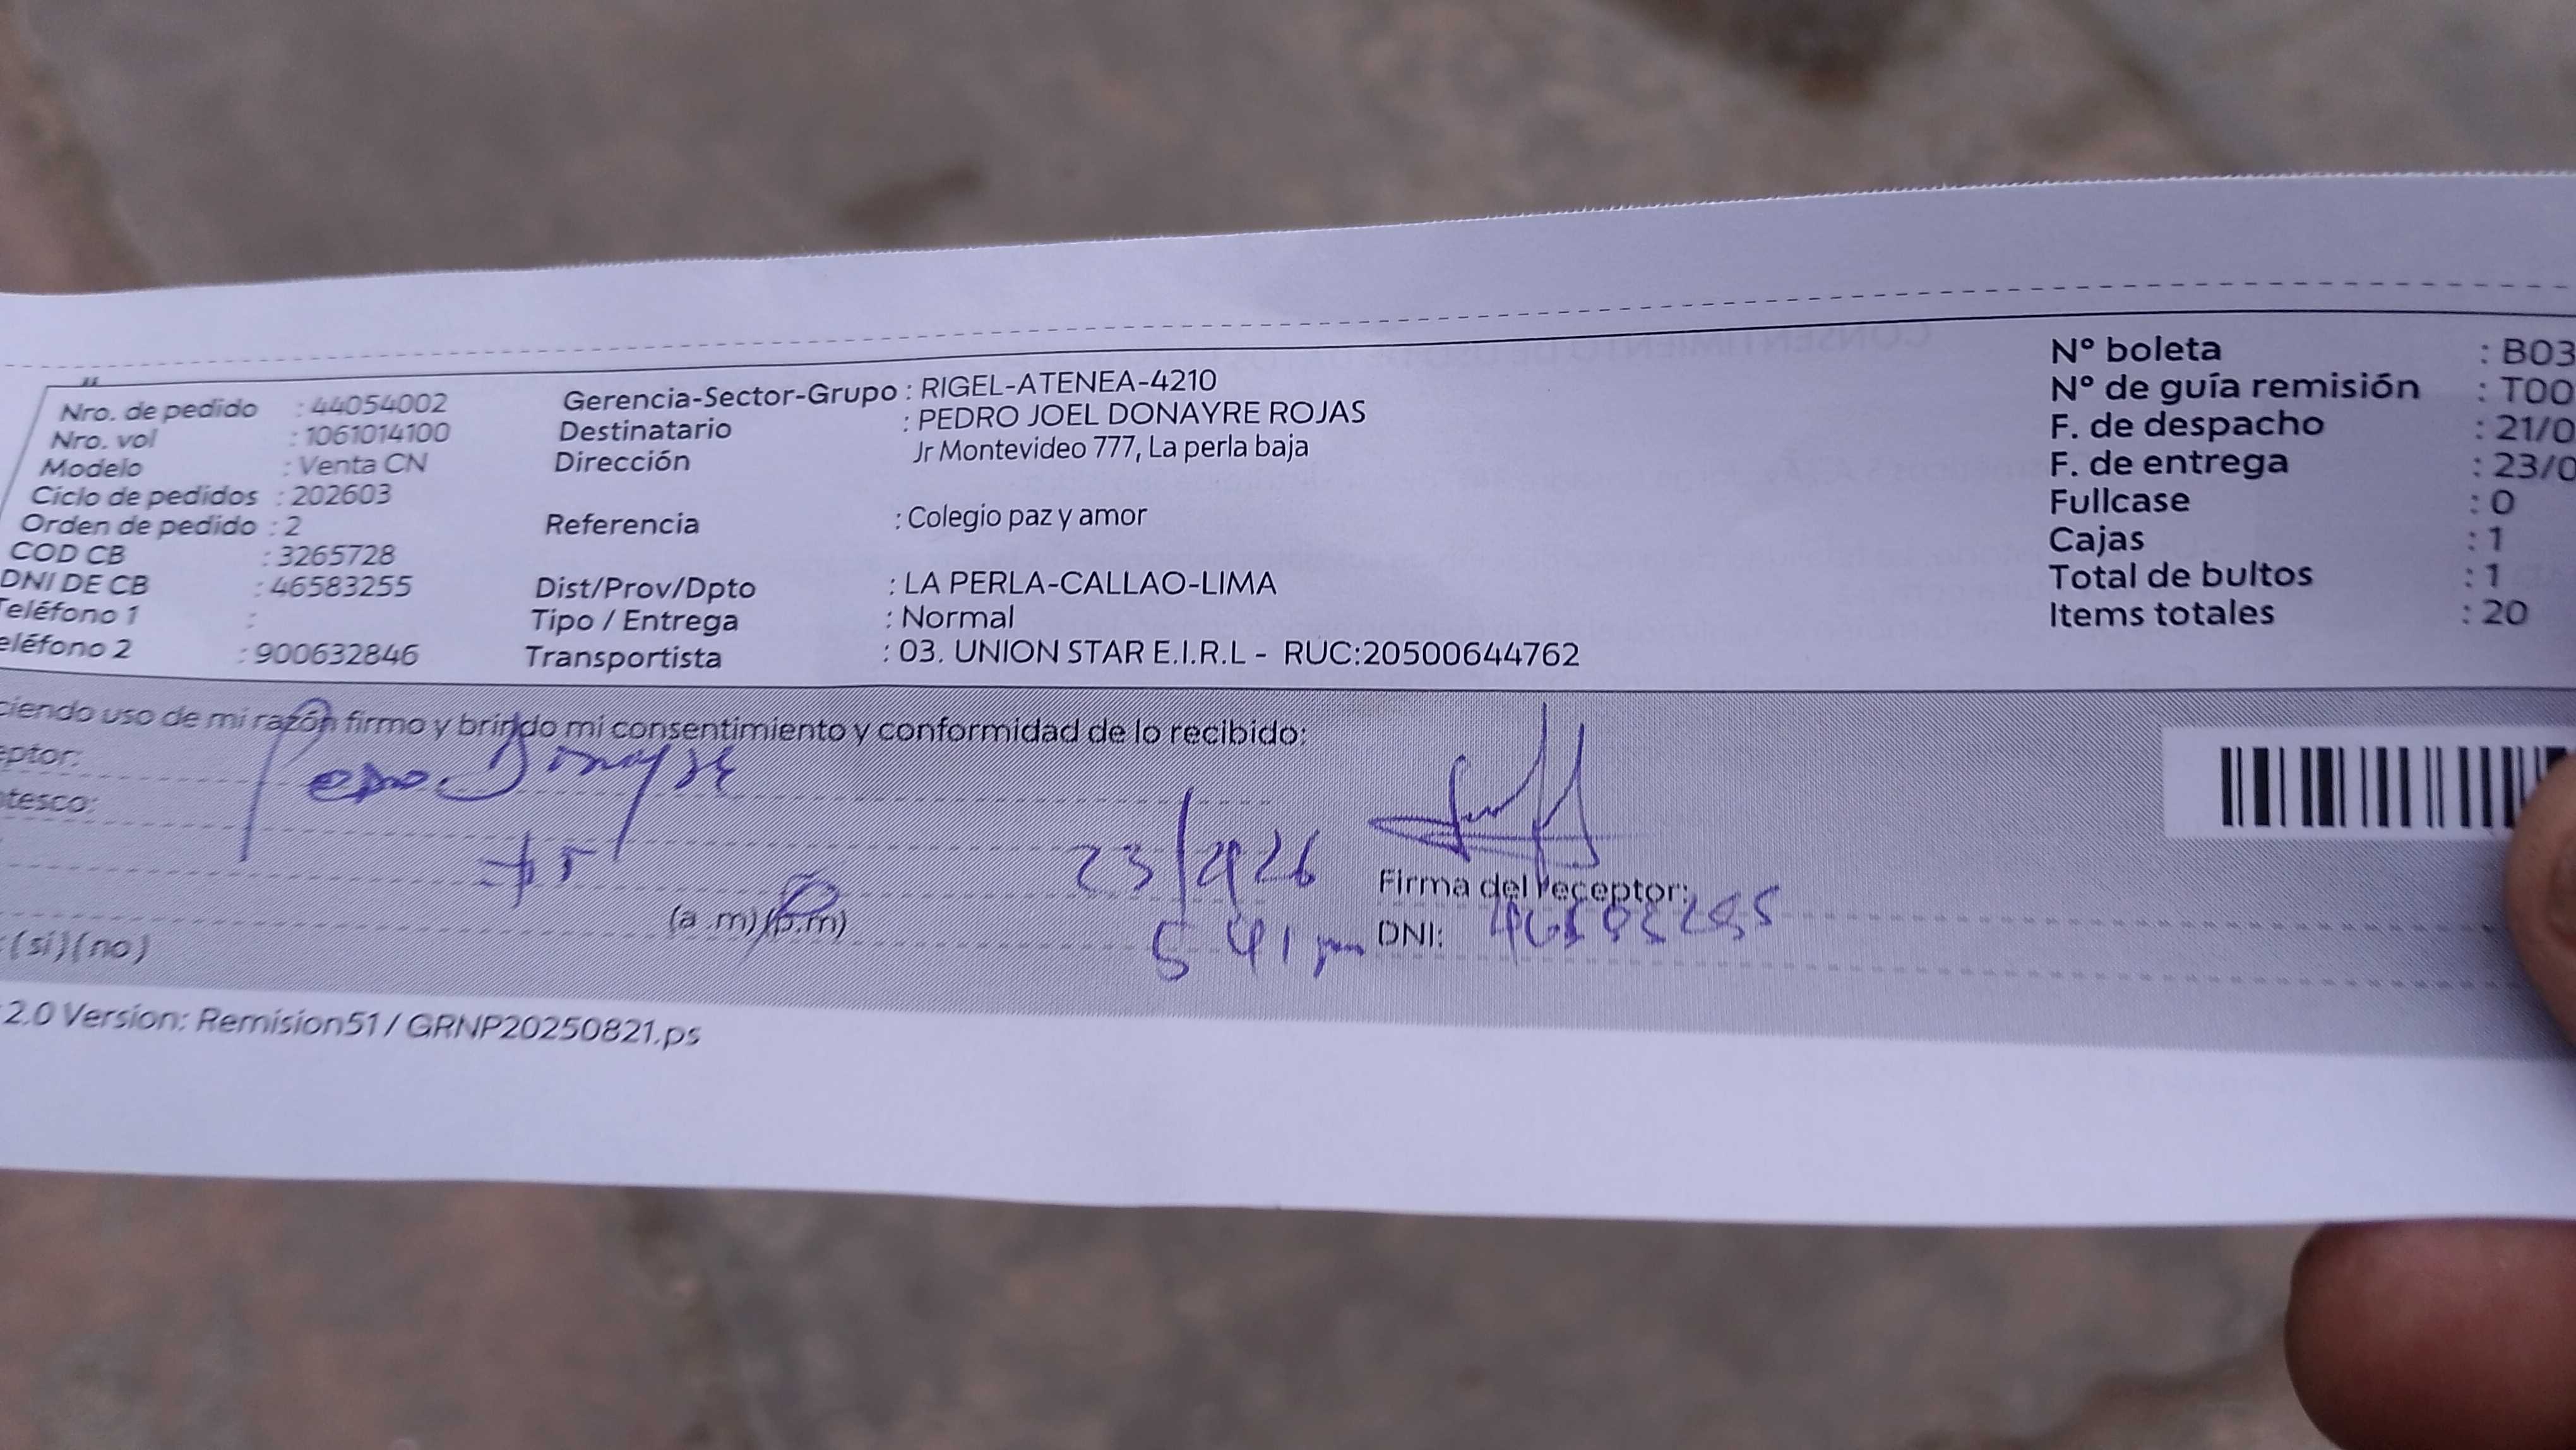 Nro. de pedido : 44054002
Nro. vol : 1061014100
Modelo : Venta CN
Ciclo de pedidos : 202603
Orden de pedido : 2
COD CB : 3265728
DNI DE CB : 46583255
Teléfono 1 :
eléfono 2 : 900632846
Gerencia-Sector-Grupo : RIGEL-ATENEA-4210
Destinatario : PEDRO JOEL DONAYRE ROJAS
Dirección Jr Montevideo 777, La perla baja
Referencia : Colegio paz y amor
Dist/Prov/Dpto : LA PERLA-CALLAO-LIMA
Tipo / Entrega : Normal
Transportista : 03. UNION STAR E.I.R.L - RUC:20500644762
N° boleta : B03
N° de guía remisión : T00
F. de despacho : 21/0
F. de entrega : 23/0
Fullcase : 0
Cajas : 1
Total de bultos : 1
Items totales : 20
ciendo uso de mi razón firmo y brindo mi consentimiento y conformidad de lo recibido:
eptor: Pedro Donayre
tesco:
Firma del receptor:
(a.m)(p.m)
5 41 pm
DNI:
:(si)(no)
2.0 Version: Remision51 / GRNP20250821.ps